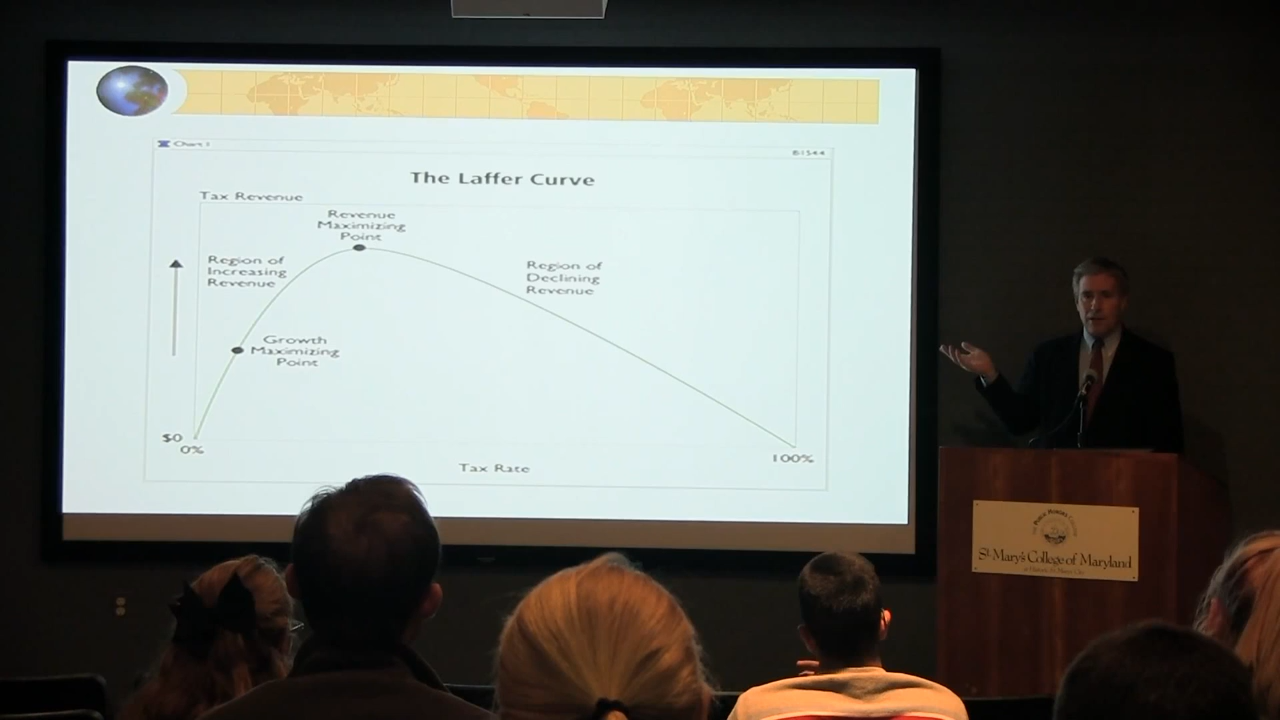 Chart 1
B1544
The Laffer Curve
Tax Revenue
Revenue
Maximizing
Point
Region of
Increasing
Revenue
Region of
Declining
Revenue
Growth
Maximizing
Point
$0
0%
100%
Tax Rate
St. Mary's College of Maryland